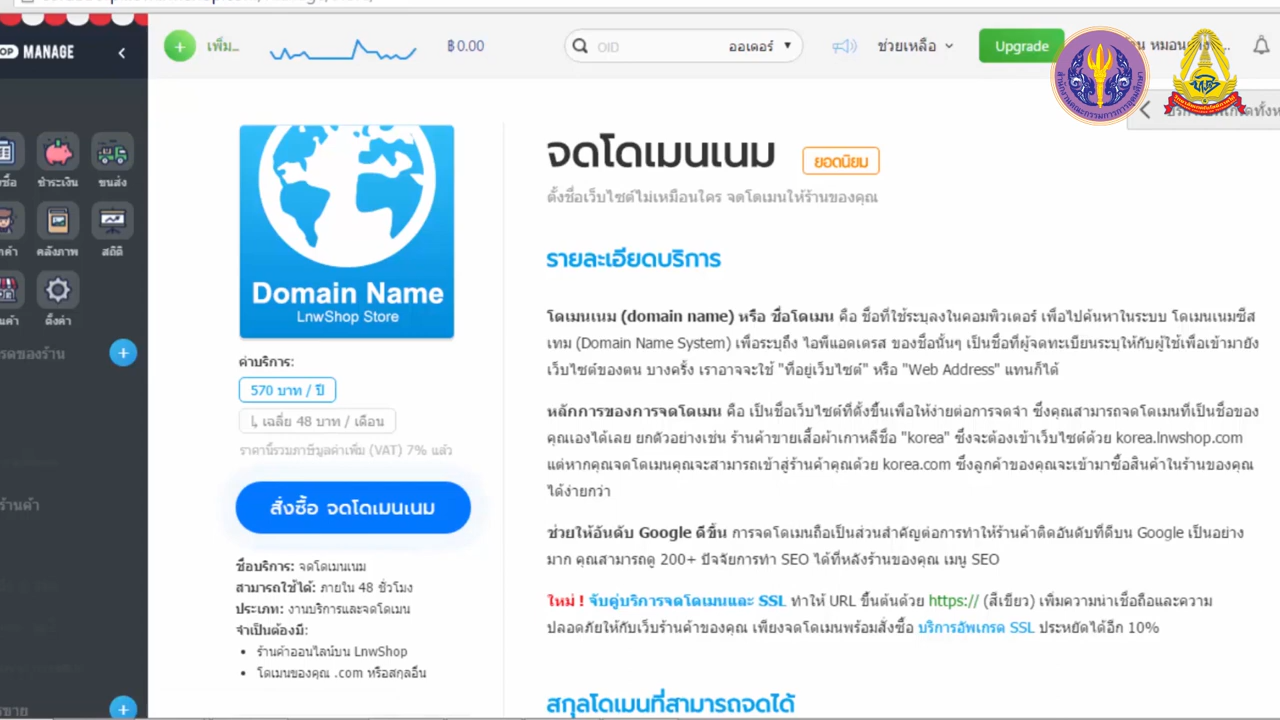 MANAGE
เพิ่ม...
฿0.00
OID
ออเดอร์
ช่วยเหลือ
Upgrade
ชำระเงิน
ขนส่ง
คลังภาพ
สถิติ
ตั้งค่า
Domain Name
LnwShop Store
ค่าบริการ:
570 บาท / ปี
เฉลี่ย 48 บาท / เดือน
ราคานี้รวมภาษีมูลค่าเพิ่ม (VAT) 7% แล้ว
สั่งซื้อ จดโดเมนเนม
ชื่อบริการ: จดโดเมนเนม
สามารถใช้ได้: ภายใน 48 ชั่วโมง
ประเภท: งานบริการและจดโดเมน
จำเป็นต้องมี:
• ร้านค้าออนไลน์บน LnwShop
• โดเมนของคุณ .com หรือสกุลอื่น
จดโดเมนเนม
ยอดนิยม
ตั้งชื่อเว็บไซต์ไม่เหมือนใคร จดโดเมนให้ร้านของคุณ
รายละเอียดบริการ
โดเมนเนม (domain name) หรือ ชื่อโดเมน คือ ชื่อที่ใช้ระบุลงในคอมพิวเตอร์ เพื่อไปค้นหาในระบบ โดเมนเนมซีส
เทม (Domain Name System) เพื่อระบุถึง ไอพีแอดเดรส ของชื่อนั้นๆ เป็นชื่อที่ผู้จดทะเบียนระบุให้กับผู้ใช้เพื่อเข้ามายัง
เว็บไซต์ของตน บางครั้ง เราอาจจะใช้ "ที่อยู่เว็บไซต์" หรือ "Web Address" แทนก็ได้
หลักการของการจดโดเมน คือ เป็นชื่อเว็บไซต์ที่ตั้งขึ้นเพื่อให้ง่ายต่อการจดจำ ซึ่งคุณสามารถจดโดเมนที่เป็นชื่อของ
คุณเองได้เลย ยกตัวอย่างเช่น ร้านค้าขายเสื้อผ้าเกาหลีชื่อ "korea" ซึ่งจะต้องเข้าเว็บไซต์ด้วย korea.lnwshop.com
แต่หากคุณจดโดเมนคุณจะสามารถเข้าสู่ร้านค้าคุณด้วย korea.com ซึ่งลูกค้าของคุณจะเข้ามาซื้อสินค้าในร้านของคุณ
ได้ง่ายกว่า
ช่วยให้อันดับ Google ดีขึ้น การจดโดเมนถือเป็นส่วนสำคัญต่อการทำให้ร้านค้าติดอันดับที่ดีบน Google เป็นอย่าง
มาก คุณสามารถดู 200+ ปัจจัยการทำ SEO ได้ที่หลังร้านของคุณ เมนู SEO
ใหม่ ! จับคู่บริการจดโดเมนและ SSL ทำให้ URL ขึ้นต้นด้วย https:// (สีเขียว) เพิ่มความน่าเชื่อถือและความ
ปลอดภัยให้กับเว็บร้านค้าของคุณ เพียงจดโดเมนพร้อมสั่งซื้อ บริการอัพเกรด SSL ประหยัดได้อีก 10%
สกุลโดเมนที่สามารถจดได้